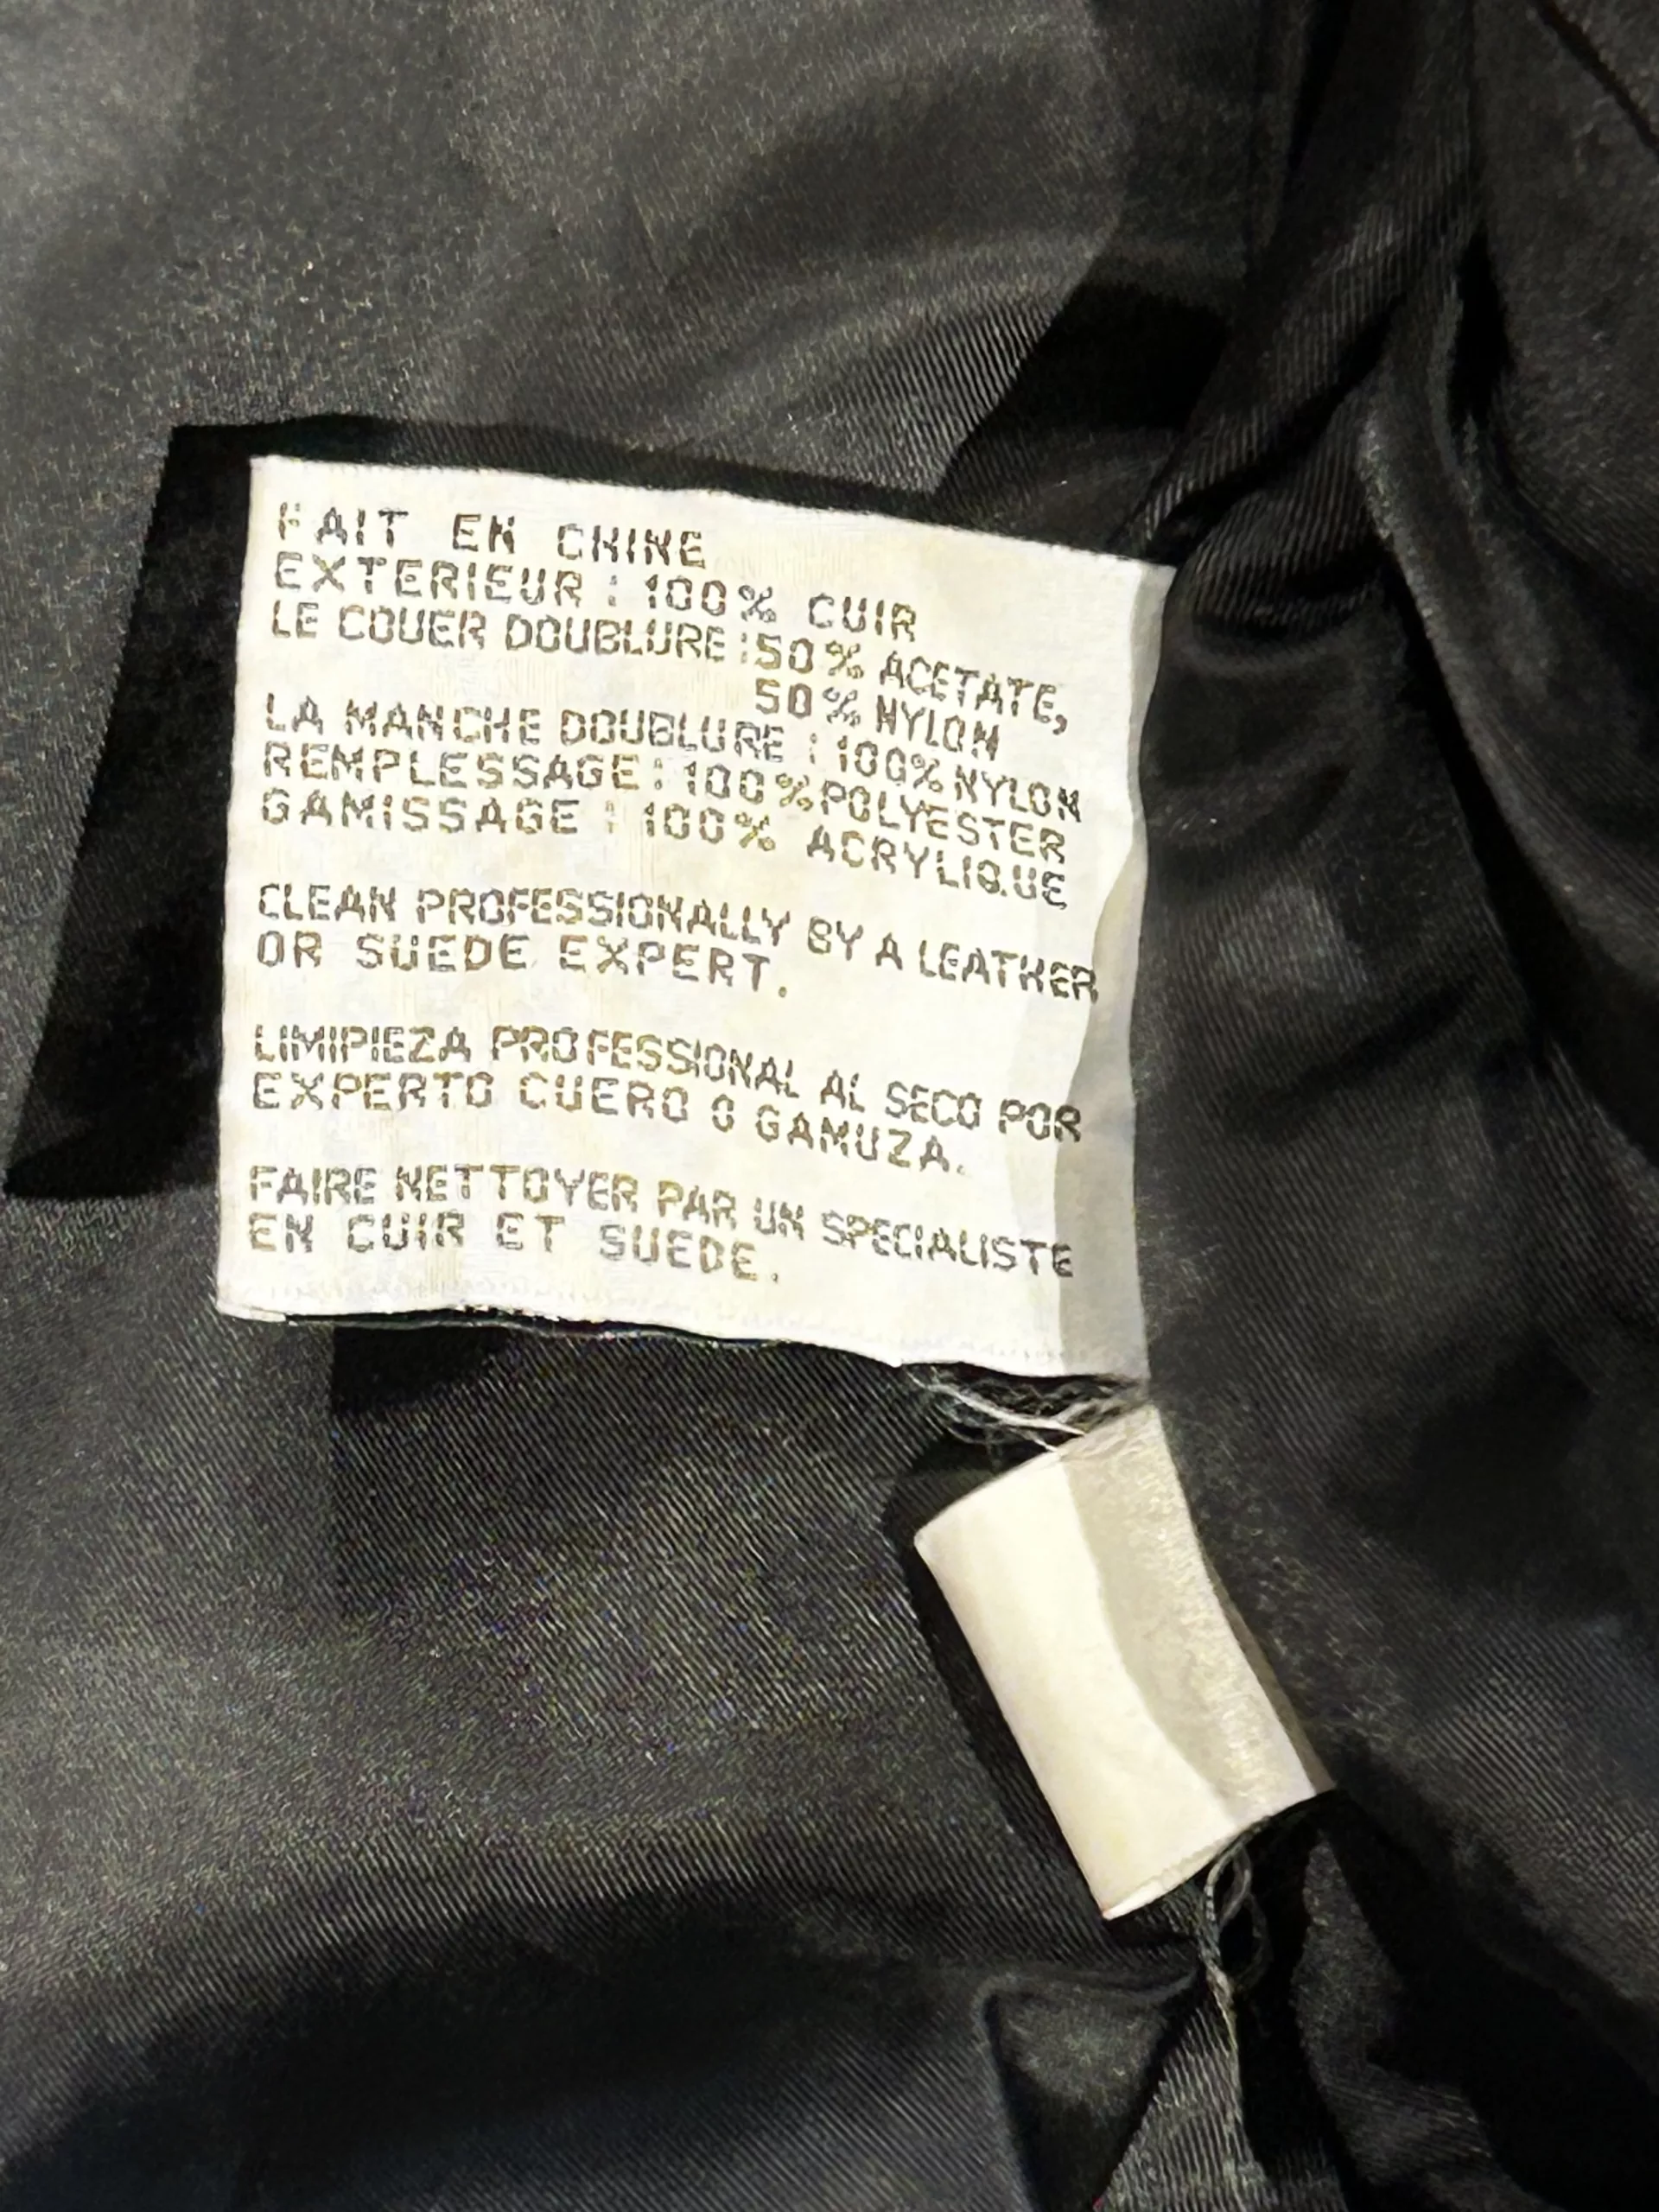 FAIT EN CHINE
EXTERIEUR : 100% CUIR
LE COUER DOUBLURE :50% ACETATE,
50% NYLON
LA MANCHE DOUBLURE : 100% NYLON
REMPLESSAGE : 100% POLYESTER
GAMISSAGE : 100% ACRYLIQUE
CLEAN PROFESSIONALLY BY A LEATHER
OR SUEDE EXPERT.
LIMIPIEZA PROFESSIONAL AL SECO POR
EXPERTO CUERO O GAMUZA.
FAIRE NETTOYER PAR UN SPECIALISTE
EN CUIR ET SUEDE.